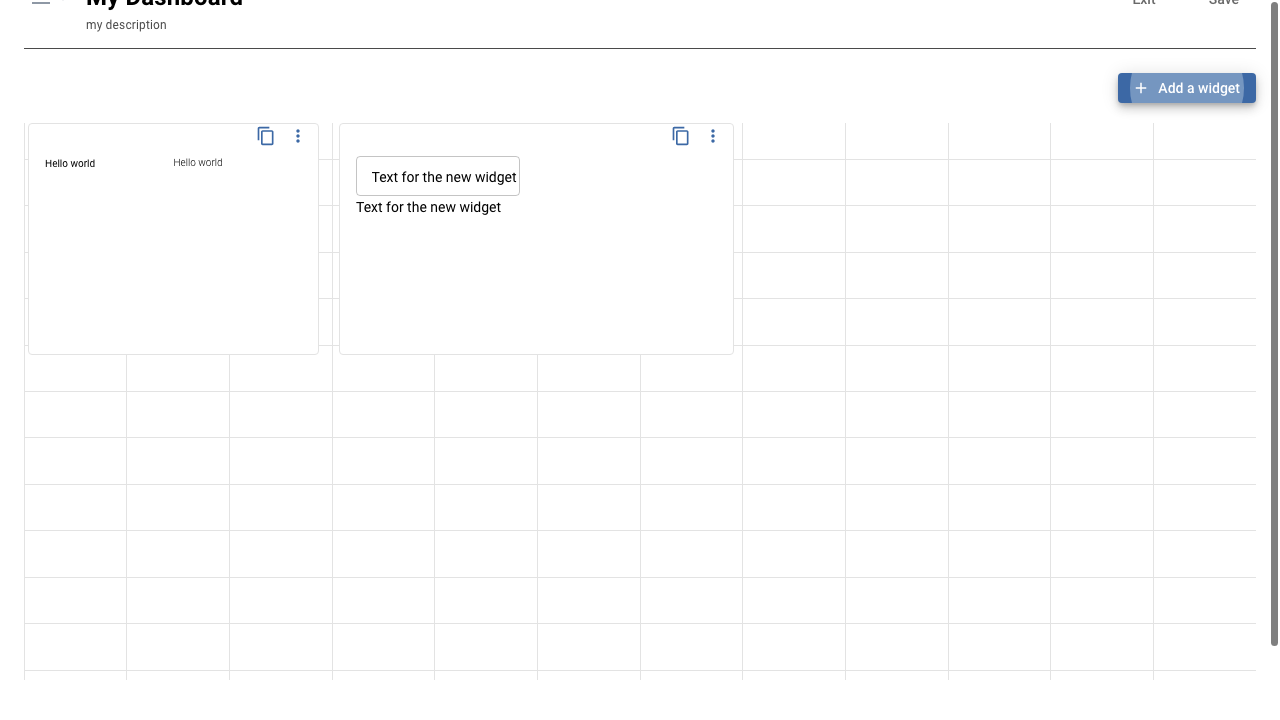 My Dashboard
Exit
Save
my description
Add a widget
Hello world
Hello world
Text for the new widget
Text for the new widget